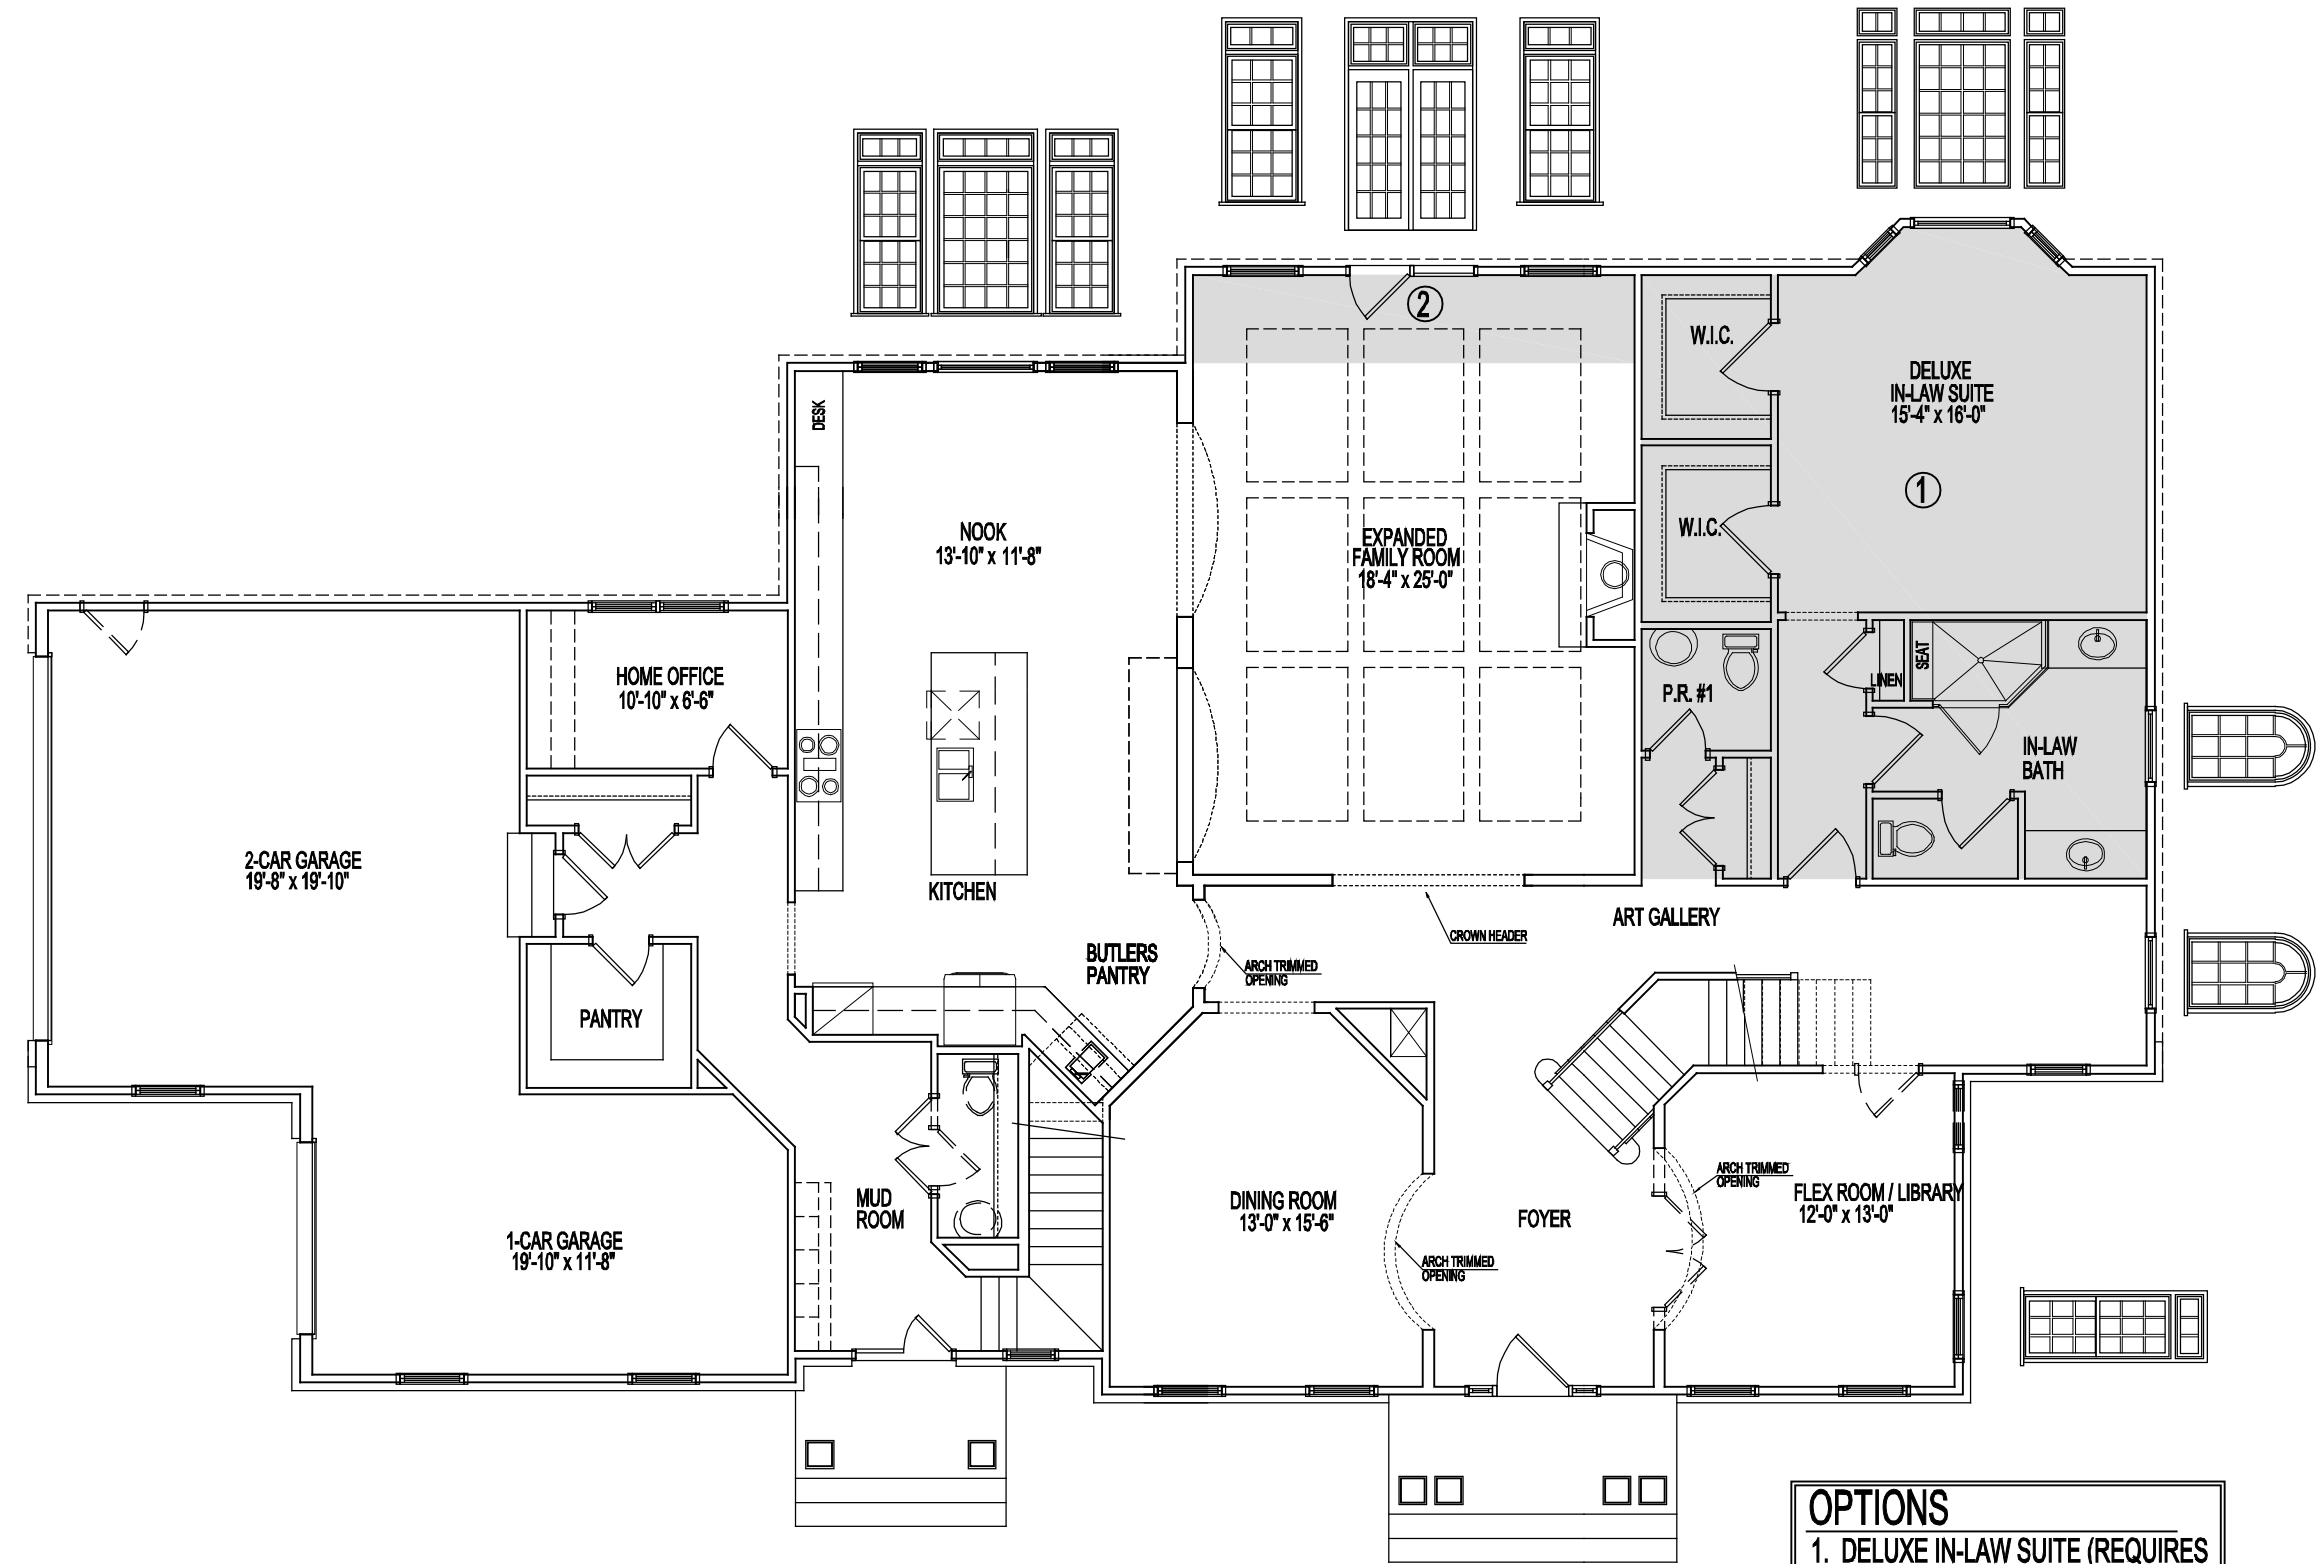 ②
W.I.C.
DELUXE
IN-LAW SUITE
15'-4" x 16'-0"
①
DESK
NOOK
13'-10" x 11'-8"
EXPANDED
FAMILY ROOM
18'-4" x 25'-0"
W.I.C.
HOME OFFICE
10'-10" x 6'-6"
P.R. #1
LINEN
SEAT
IN-LAW
BATH
2-CAR GARAGE
19'-8" x 19'-10"
KITCHEN
ART GALLERY
CROWN HEADER
BUTLERS
PANTRY
ARCH TRIMMED
OPENING
PANTRY
MUD
ROOM
DINING ROOM
13'-0" x 15'-6"
FOYER
ARCH TRIMMED
OPENING
FLEX ROOM / LIBRARY
12'-0" x 13'-0"
1-CAR GARAGE
19'-10" x 11'-8"
ARCH TRIMMED
OPENING
OPTIONS
1. DELUXE IN-LAW SUITE (REQUIRES